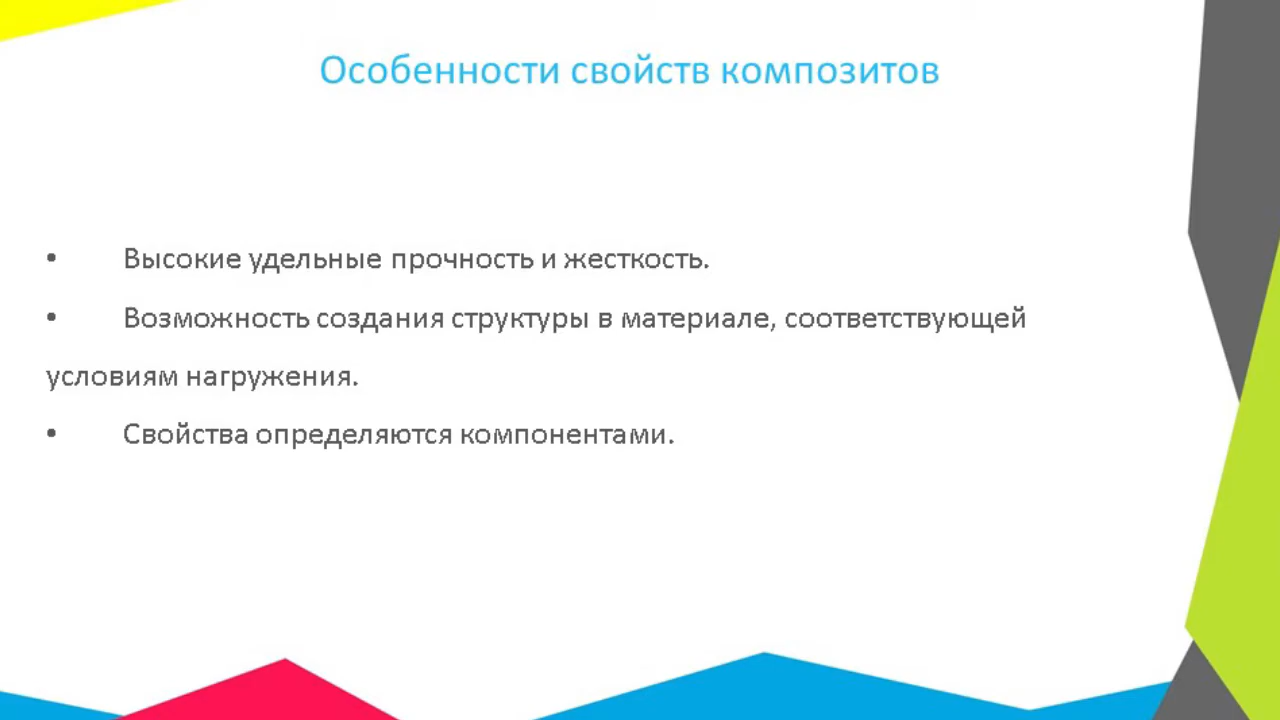 Особенности свойств композитов
• Высокие удельные прочность и жесткость.
• Возможность создания структуры в материале, соответствующей
условиям нагружения.
• Свойства определяются компонентами.